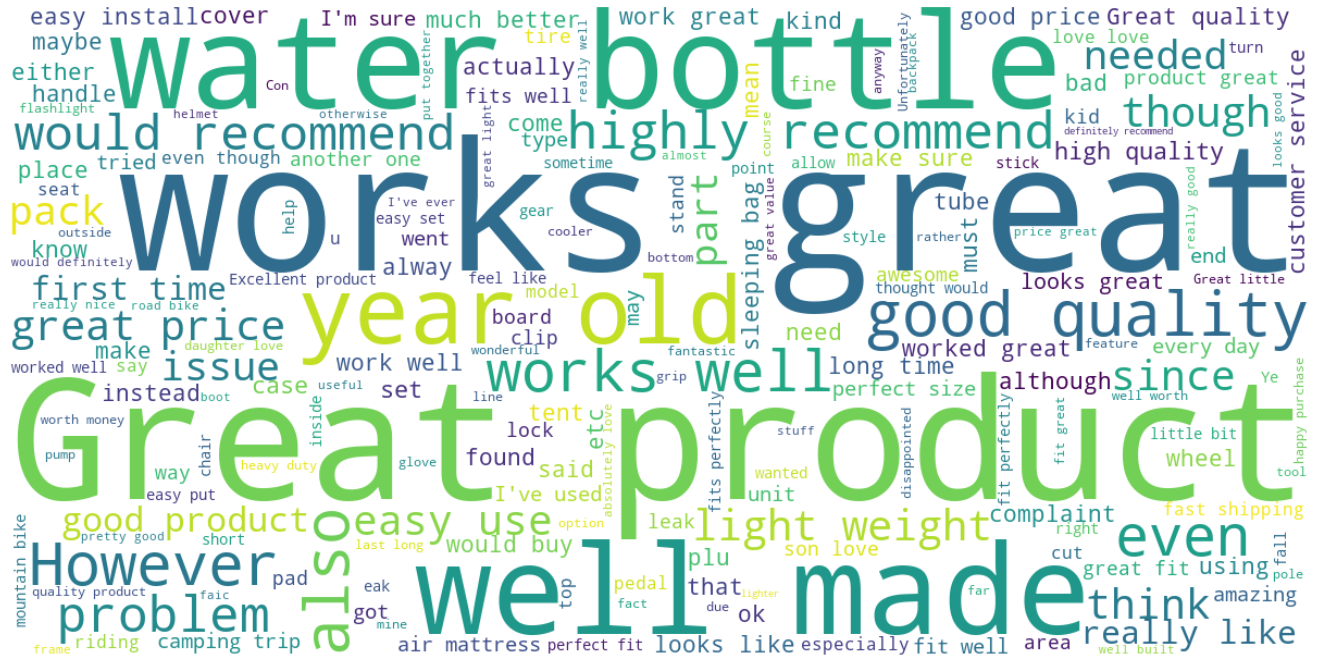 easy install
cover
I'm sure
much better
work great
kind
good price
Great quality
maybe
tire
really well
water bottle
love love
turn
either
put together
actually
mean
fine
anyway
Unfortunately
backpack
needed
bad
product great
handle
Con
fits well
flashlight
helmet
otherwise
would recommend
great light
come
type
highly recommend
course
kid
though
definitely recommend
looks good
customer service
place
tried
even though
another one
sometime
almost
point
allow
make sure
stick
high quality
seat
works great
pack
help
I've ever
easy set
gear
cooler
stand
part
sleeping bag
great value
style
tube
rather
must
price great
really good
outside
know
u
went
bottom
end
would definitely
Excellent product
alway
feel like
awesome
thought would
looks great
Great little
first time
year old
model
may
really nice
road bike
board
clip
need
good quality
great price
daughter love
make
say
issue
work well
wonderful
fantastic
worked great
feature
every day
worked well
works well
grip
long time
although
since
Ye
instead
boot
case
useful
set
line
perfect size
well worth
happy purchase
worth money
inside
tent
etc
Great product
lock
stuff
little bit
pump
chair
way
heavy duty
glove
found
said
absolutely love
fits perfectly
wanted
disappointed
fit perfectly
fit great
wheel
tool
easy put
I've used
unit
good product
also
easy use
option
leak
light weight
complaint
right
fast shipping
mountain bike
pretty good
short
last long
would buy
plu
son love
even
fall
However
pad
well made
cut
great fit
using
pole
quality product
faic
eak
top
pedal
that
lighter
far
problem
got
fact
due
ok
think
amazing
mine
riding
camping trip
air mattress
perfect fit
looks like
especially
fit well
area
really like
frame
well built